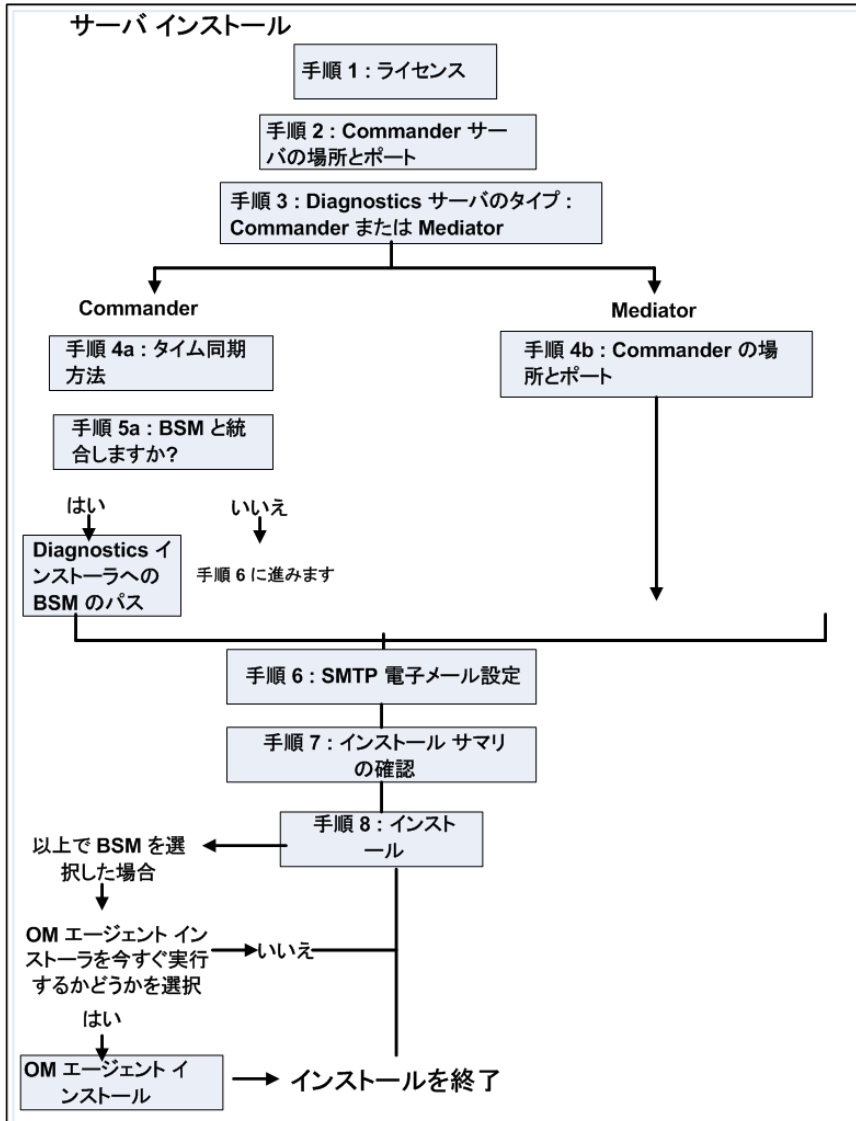 サーバ インストール
手順 1 : ライセンス
手順 2 : Commander サー
バの場所とポート
手順 3 : Diagnostics サーバのタイプ :
Commander または Mediator
Commander
Mediator
手順 4a : タイム同期
方法
手順 4b : Commander の場
所とポート
手順 5a : BSM と統
合しますか?
はい
いいえ
Diagnostics イ
ンストーラへの
BSM のパス
手順 6 に進みます
手順 6 : SMTP 電子メール設定
手順 7 : インストール サマリ
の確認
手順 8 : インスト
ール
以上で BSM を選
択した場合
OM エージェント イン
ストーラを今すぐ実行
するかどうかを選択
いいえ
はい
OM エージェント イ
ンストール
インストールを終了